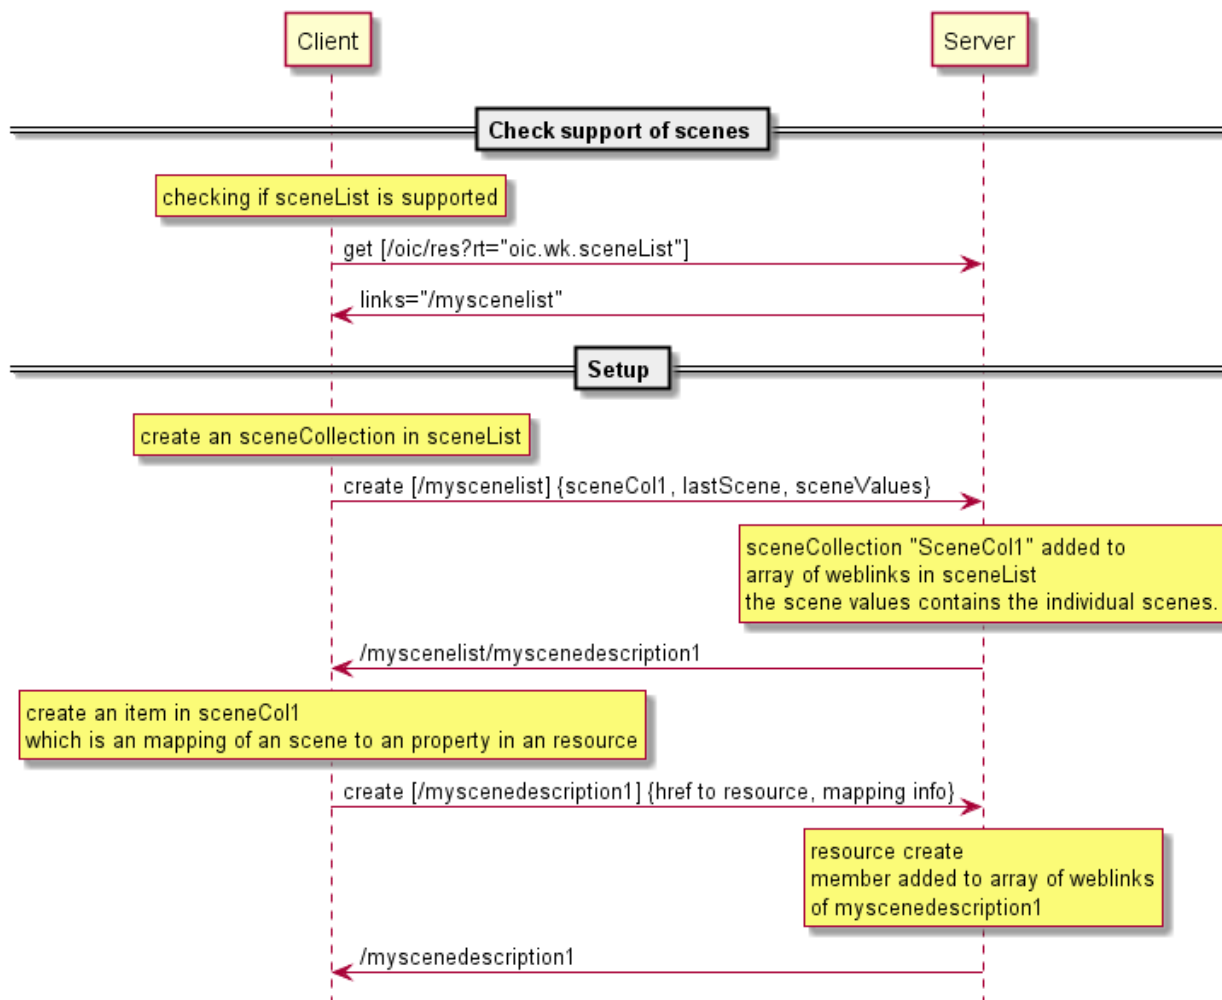 Client
Server
Check support of scenes
checking if sceneList is supported
get [/oic/res?rt="oic.wk.sceneList"]
links="/myscenelist"
Setup
create an sceneCollection in sceneList
create [/myscenelist] {sceneCol1, lastScene, sceneValues}
sceneCollection "SceneCol1" added to
array of weblinks in sceneList
the scene values contains the individual scenes.
/myscenelist/myscenedescription1
create an item in sceneCol1
which is an mapping of an scene to an property in an resource
create [/myscenedescription1] {href to resource, mapping info}
resource create
member added to array of weblinks
of myscenedescription1
/myscenedescription1